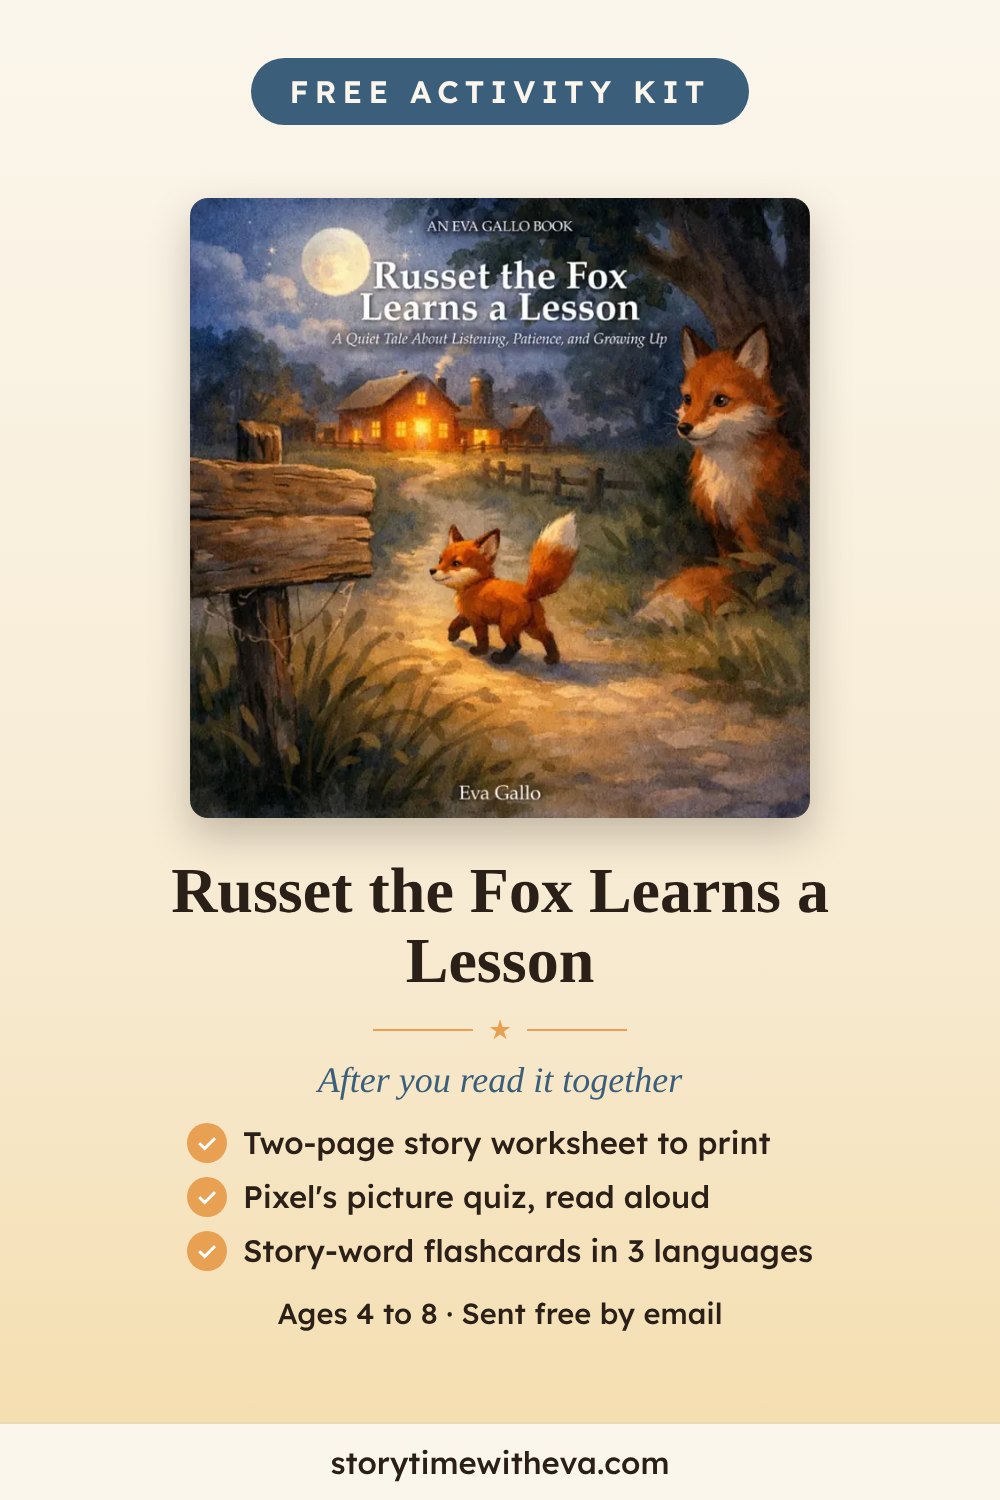 FREE ACTIVITY KIT
AN EVA GALLO BOOK
Russet the Fox
Learns a Lesson
A Quiet Tale About Listening, Patience, and Growing Up
Eva Gallo
Russet the Fox Learns a
Lesson
After you read it together
Two-page story worksheet to print
Pixel's picture quiz, read aloud
Story-word flashcards in 3 languages
Ages 4 to 8 · Sent free by email
storytimewitheva.com